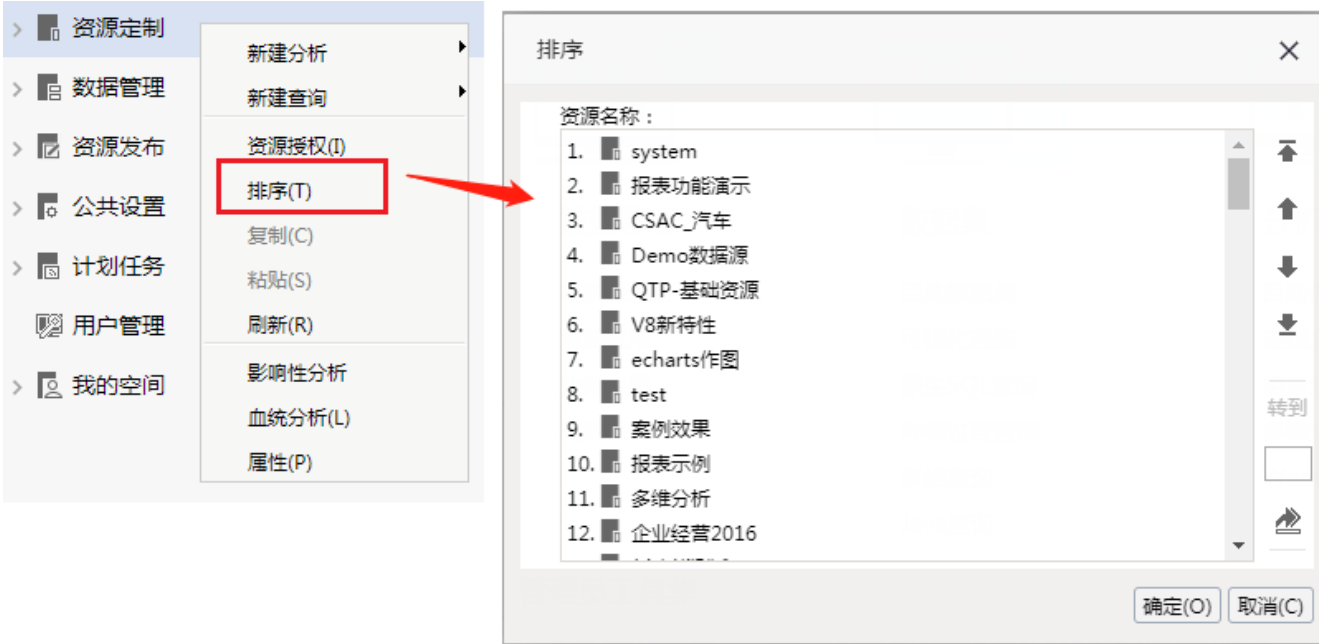 资源定制
数据管理
资源发布
公共设置
计划任务
用户管理
我的空间
新建分析
新建查询
资源授权(I)
排序(T)
复制(C)
粘贴(S)
刷新(R)
影响性分析
血统分析(L)
属性(P)
排序
资源名称：
1. system
2. 报表功能演示
3. CSAC_汽车
4. Demo数据源
5. QTP-基础资源
6. V8新特性
7. echarts作图
8. test
9. 案例效果
10. 报表示例
11. 多维分析
12. 企业经营2016
转到
确定(O) 取消(C)